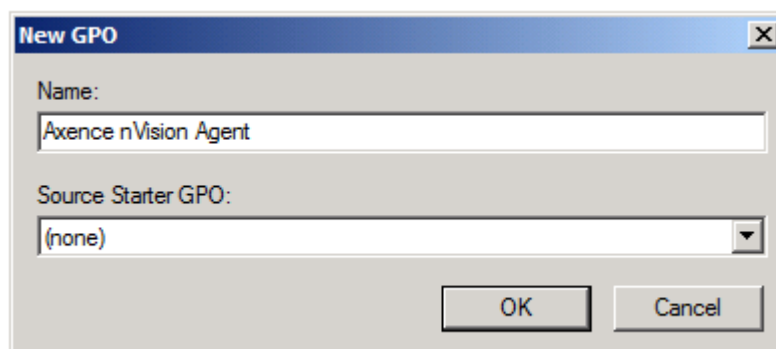 New GPO
Name:
Axence nVision Agent
Source Starter GPO:
(none)
OK Cancel